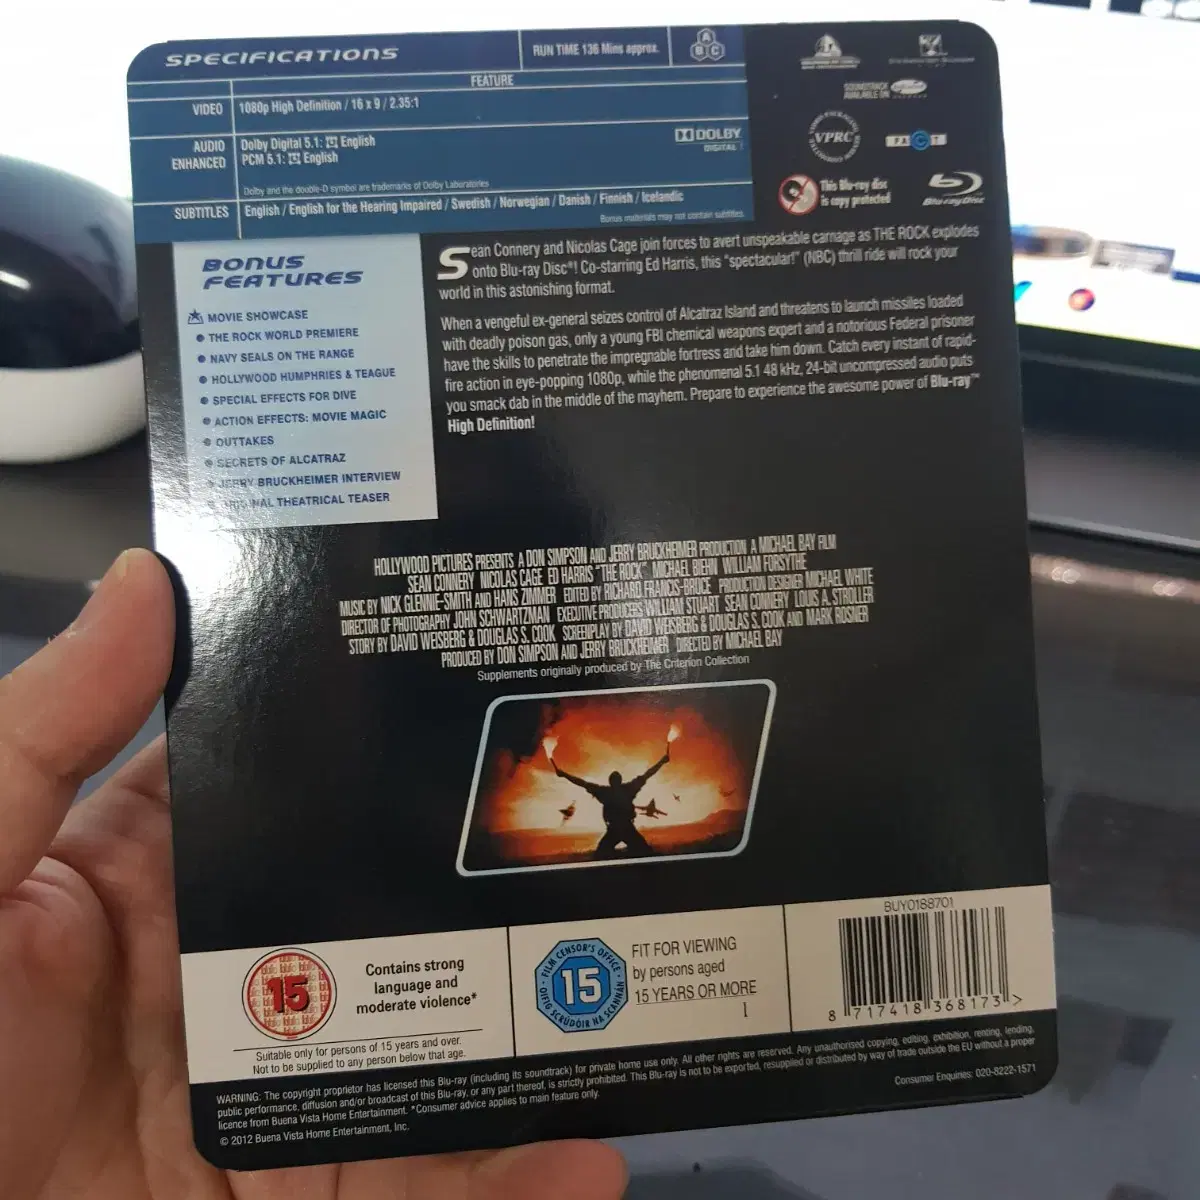 SPECIFICATIONS
RUN TIME 136 Mins approx.
A B C
FEATURE
VIDEO
1080p High Definition / 16 x 9 / 2.35:1
AUDIO ENHANCED
Dolby Digital 5.1: English
PCM 5.1: English
DOLBY
DIGITAL
Dolby and the double-D symbol are trademarks of Dolby Laboratories
SUBTITLES
English / English for the Hearing Impaired / Swedish / Norwegian / Danish / Finnish / Icelandic
Bonus materials may not contain subtitles.
SOUNDTRACK
AVAILABLE ON
VPRC
FACT
This Blu-ray disc
is copy protected
Blu-ray Disc
BONUS
FEATURES
MOVIE SHOWCASE
THE ROCK WORLD PREMIERE
NAVY SEALS ON THE RANGE
HOLLYWOOD HUMPHRIES & TEAGUE
SPECIAL EFFECTS FOR DIVE
ACTION EFFECTS: MOVIE MAGIC
OUTTAKES
SECRETS OF ALCATRAZ
JERRY BRUCKHEIMER INTERVIEW
ORIGINAL THEATRICAL TEASER
Sean Connery and Nicolas Cage join forces to avert unspeakable carnage as THE ROCK explodes
onto Blu-ray Disc™! Co-starring Ed Harris, this "spectacular!" (NBC) thrill ride will rock your
world in this astonishing format.
When a vengeful ex-general seizes control of Alcatraz Island and threatens to launch missiles loaded
with deadly poison gas, only a young FBI chemical weapons expert and a notorious Federal prisoner
have the skills to penetrate the impregnable fortress and take him down. Catch every instant of rapid-
fire action in eye-popping 1080p, while the phenomenal 5.1 48 kHz, 24-bit uncompressed audio puts
you smack dab in the middle of the mayhem. Prepare to experience the awesome power of Blu-ray™
High Definition!
HOLLYWOOD PICTURES PRESENTS A DON SIMPSON AND JERRY BRUCKHEIMER PRODUCTION A MICHAEL BAY FILM
SEAN CONNERY NICOLAS CAGE ED HARRIS "THE ROCK" MICHAEL BIEHN WILLIAM FORSYTHE
MUSIC BY NICK GLENNIE-SMITH AND HANS ZIMMER EDITED BY RICHARD FRANCIS-BRUCE PRODUCTION DESIGNER MICHAEL WHITE
DIRECTOR OF PHOTOGRAPHY JOHN SCHWARTZMAN EXECUTIVE PRODUCERS WILLIAM STUART SEAN CONNERY LOUIS A. STROLLER
STORY BY DAVID WEISBERG & DOUGLAS S. COOK SCREENPLAY BY DAVID WEISBERG & DOUGLAS S. COOK AND MARK ROSNER
PRODUCED BY DON SIMPSON AND JERRY BRUCKHEIMER DIRECTED BY MICHAEL BAY
Supplements originally produced by The Criterion Collection
15
Contains strong
language and
moderate violence*
Suitable only for persons of 15 years and over.
Not to be supplied to any person below that age.
FILM CENSOR'S OFFICE
15
OIFIG SCRÚDÓIR NA SCANNÁN
FIT FOR VIEWING
by persons aged
15 YEARS OR MORE
1
BUY0188701
8 717418 368173 >
WARNING: The copyright proprietor has licensed this Blu-ray (including its soundtrack) for private home use only. All other rights are reserved. Any unauthorised copying, editing, exhibition, renting, lending,
public performance, diffusion and/or broadcast of this Blu-ray, or any part thereof, is strictly prohibited. This Blu-ray is not to be exported, resupplied or distributed by way of trade outside the EU without a proper
licence from Buena Vista Home Entertainment. *Consumer advice applies to main feature only.
Consumer Enquiries: 020-8222-1571
© 2012 Buena Vista Home Entertainment, Inc.